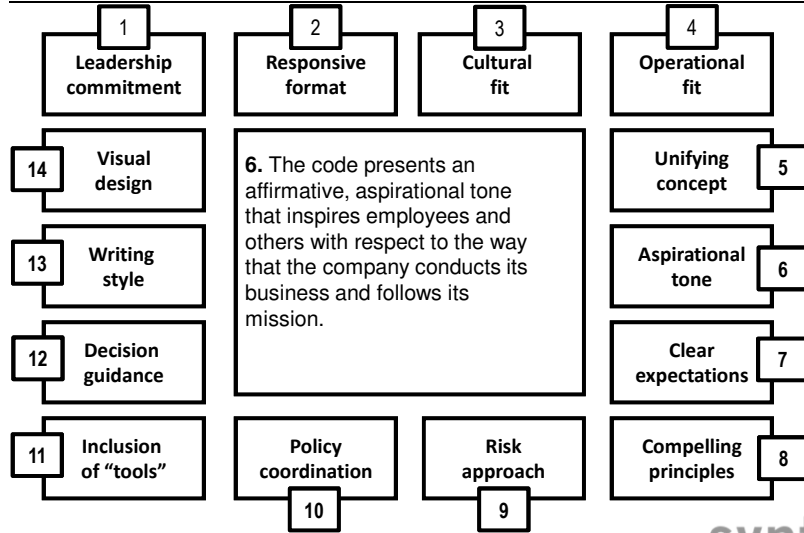 1
Leadership
commitment
2
Responsive
format
3
Cultural
fit
4
Operational
fit
14
Visual
design
6. The code presents an
affirmative, aspirational tone
that inspires employees and
others with respect to the way
that the company conducts its
business and follows its
mission.
Unifying
concept
5
13
Writing
style
Aspirational
tone
6
12
Decision
guidance
Clear
expectations
7
11
Inclusion
of “tools”
Policy
coordination
10
Risk
approach
9
Compelling
principles
8